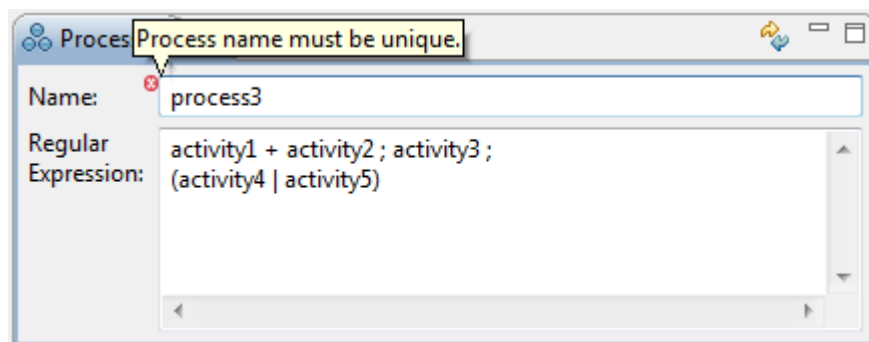 Proces
Process name must be unique.
Name:
process3
Regular
Expression:
activity1 + activity2 ; activity3 ;
(activity4 | activity5)